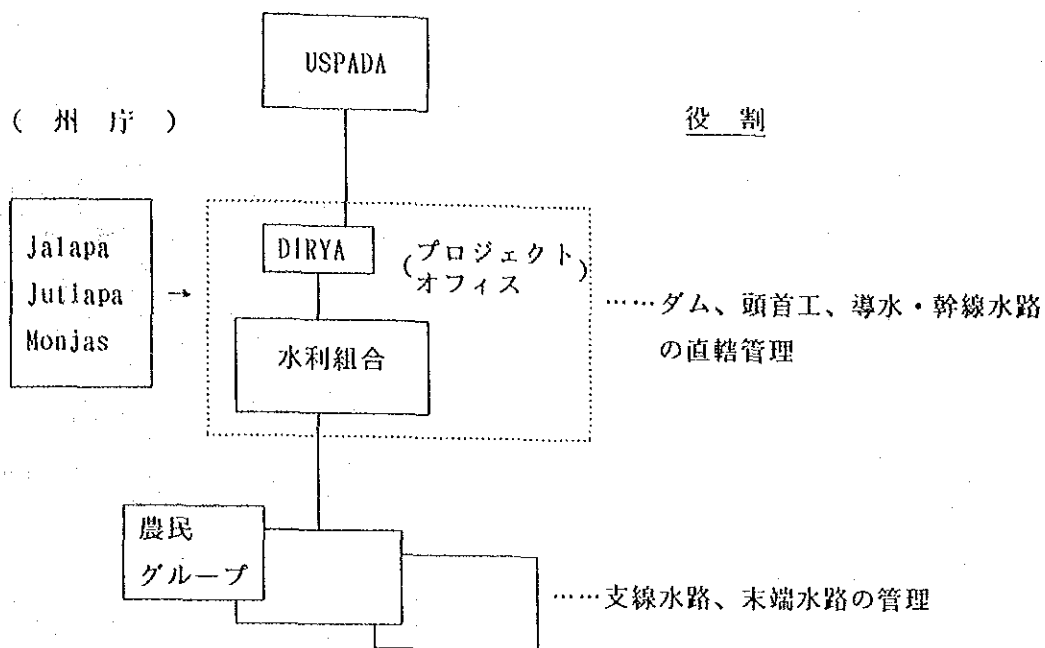 USPADA
( 州 庁 )
役 割
Jalapa
Jutiapa
Monjas
→
DIRYA
(プロジェクト
オフィス)
水利組合
……ダム、頭首工、導水・幹線水路
の直轄管理
農民
グループ
……支線水路、末端水路の管理